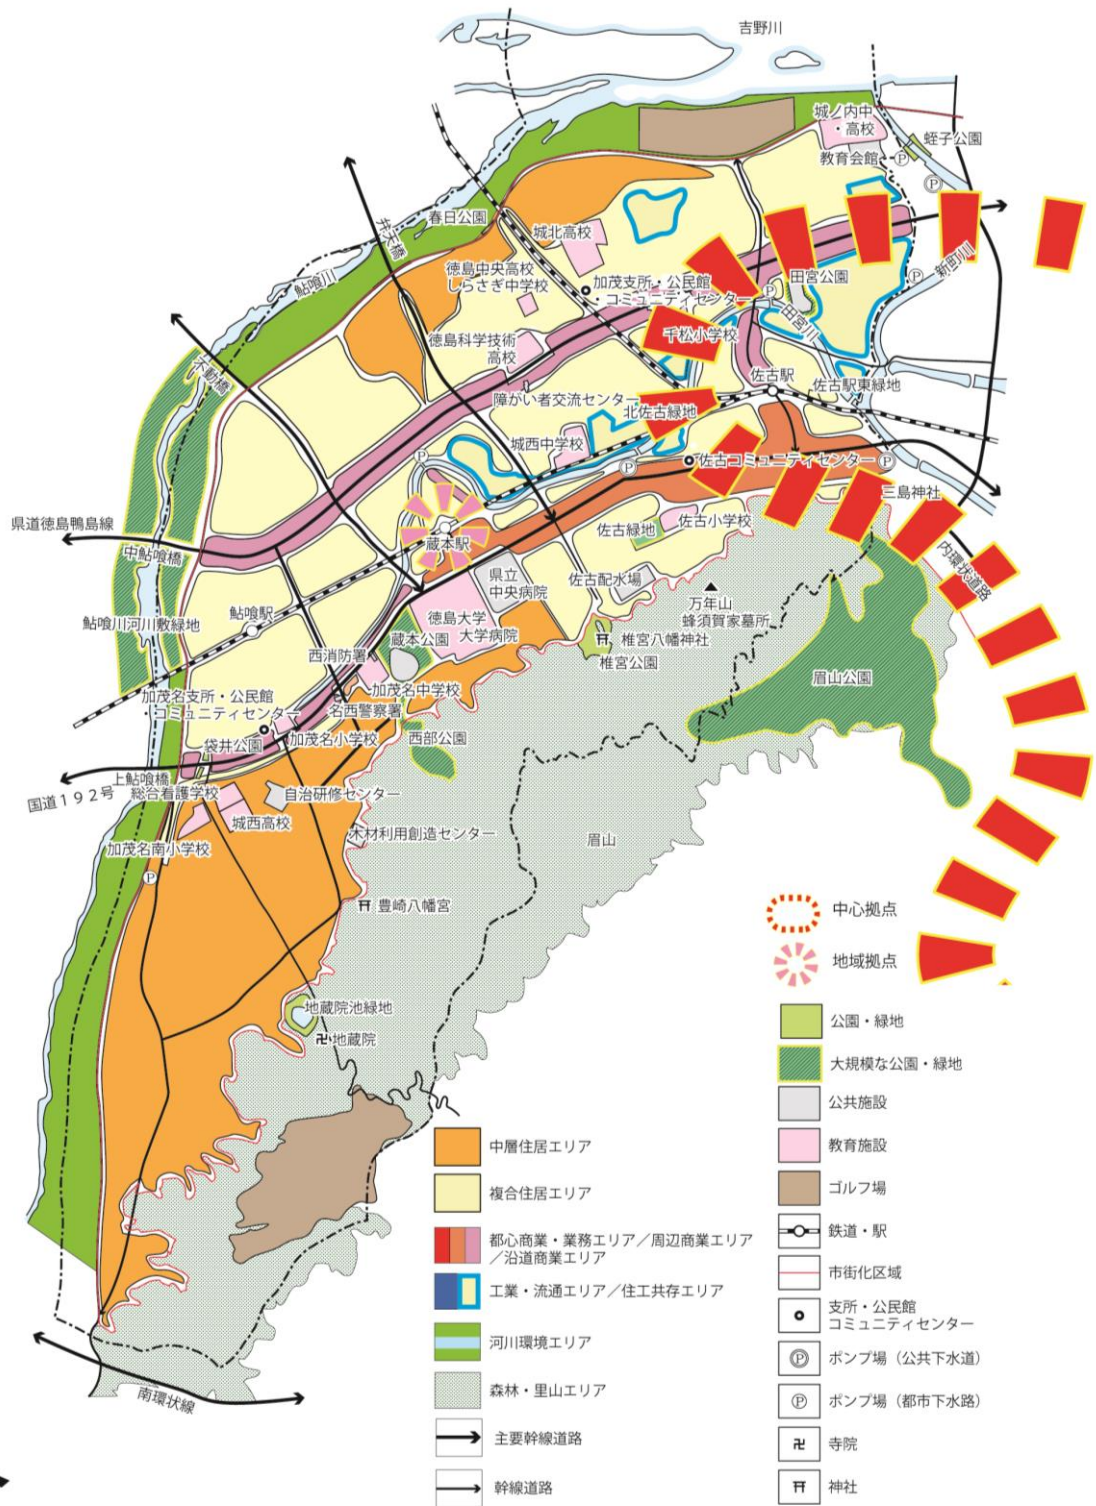 吉野川
城ノ内中
・高校
蛭子公園
教育会館
Ⓟ
Ⓟ
春日公園
弁天橋
城北高校
鮎喰川
徳島中央高校
しらさぎ中学校
加茂支所・公民館
・コミュニティセンター
田宮公園
新町川
Ⓟ
Ⓟ
田宮川
千松小学校
徳島科学技術
高校
不動橋
佐古駅
佐古駅東緑地
障がい者交流センター
北佐古緑地
城西中学校
Ⓟ
Ⓟ
佐古コミュニティセンター
Ⓟ
三島神社
県道徳島鴨島線
中鮎喰橋
蔵本駅
佐古緑地
佐古小学校
内環状道路
県立
中央病院
佐古配水場
万年山
蜂須賀家墓所
鮎喰駅
鮎喰川河川敷緑地
徳島大学
大学病院
蔵本公園
椎宮八幡神社
椎宮公園
西消防署
眉山公園
加茂名中学校
加茂名支所・公民館
・コミュニティセンター
名西警察署
西部公園
袋井公園
加茂名小学校
上鮎喰橋
国道192号
総合看護学校
自治研修センター
城西高校
木材利用創造センター
眉山
加茂名南小学校
Ⓟ
豊崎八幡宮
地蔵院池緑地
卍地蔵院
南環状線
中層住居エリア
複合住居エリア
都心商業・業務エリア／周辺商業エリア
／沿道商業エリア
工業・流通エリア／住工共存エリア
河川環境エリア
森林・里山エリア
主要幹線道路
幹線道路
中心拠点
地域拠点
公園・緑地
大規模な公園・緑地
公共施設
教育施設
ゴルフ場
鉄道・駅
市街化区域
支所・公民館
コミュニティセンター
Ⓟ ポンプ場（公共下水道）
Ⓟ ポンプ場（都市下水路）
卍 寺院
神社